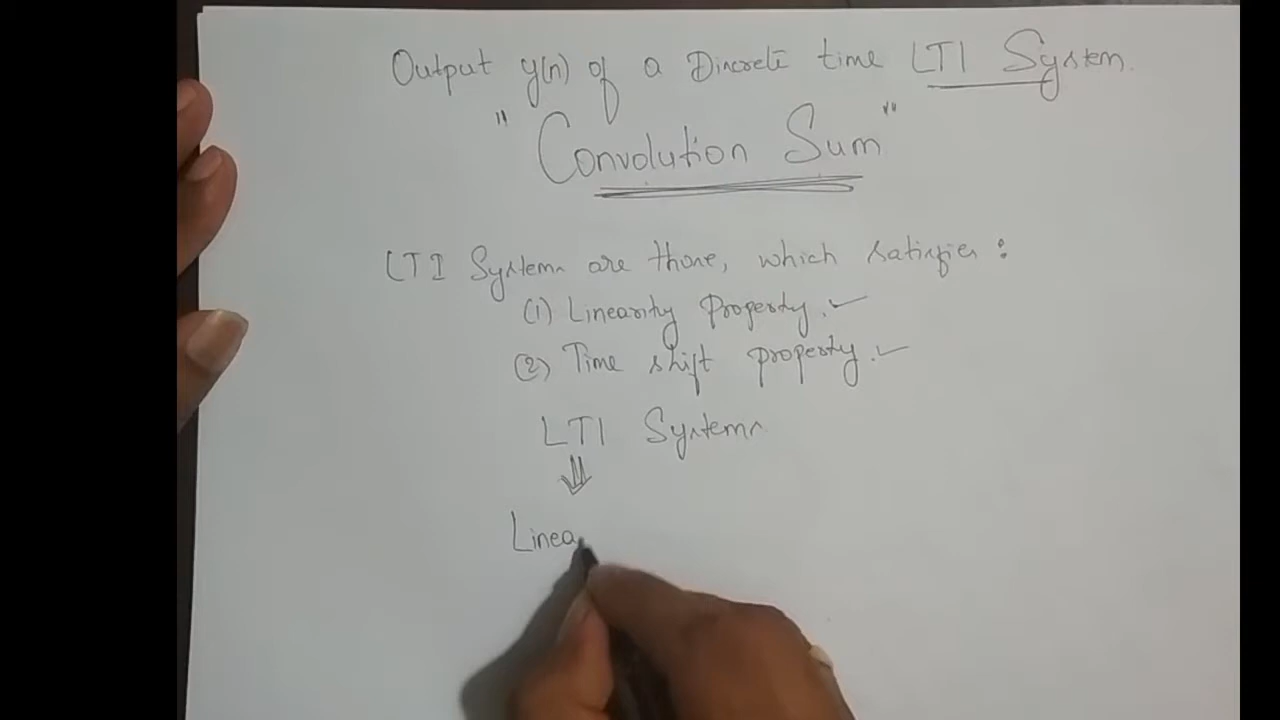 Output y(n) of a Discrete time LTI System.
"Convolution Sum"
LTI Systems are those, which satisfies :
(1) Linearity Property.
(2) Time shift property.
LTI Systems
Linea